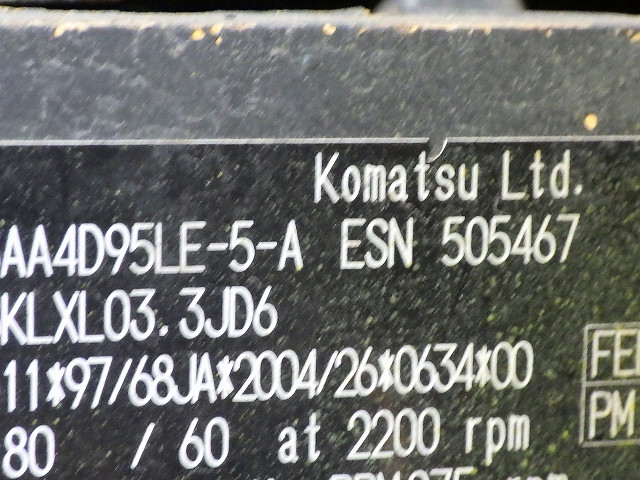 Komatsu Ltd.
AA4D95LE-5-A ESN 505467
KLXL03.3JD6
11*97/68JA*2004/26*0634*00
80 / 60 at 2200 rpm
PM